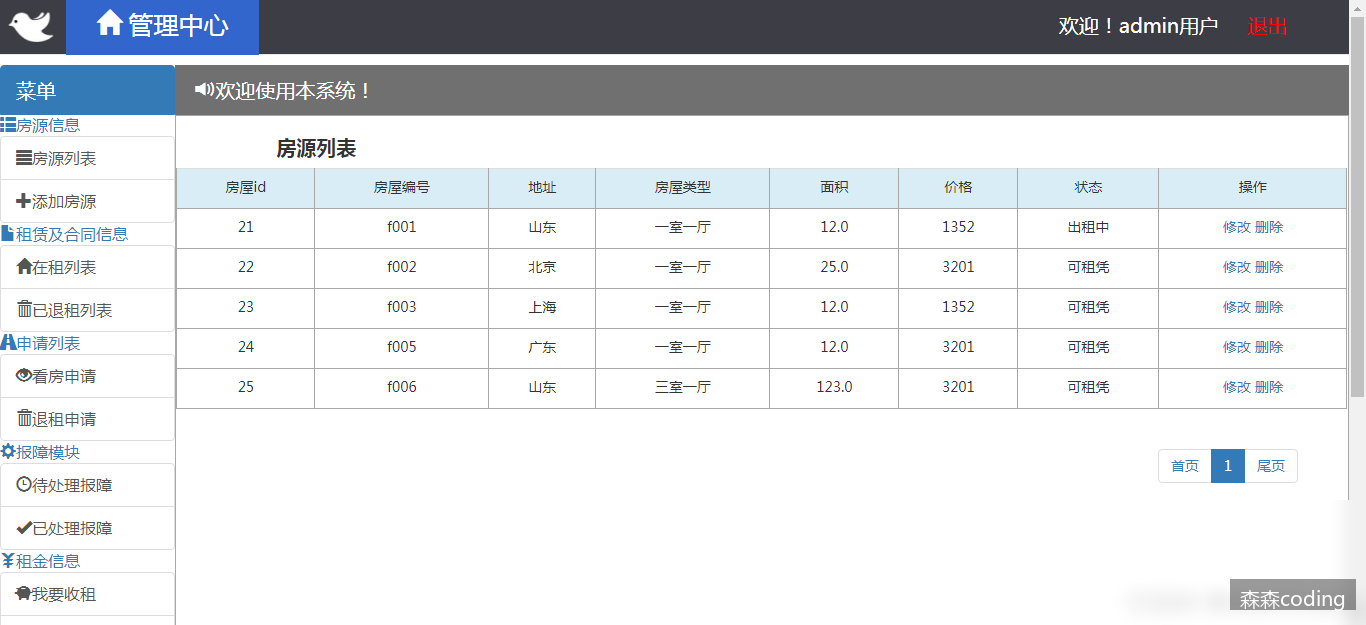 管理中心
欢迎！admin用户 退出
菜单
欢迎使用本系统！
房源信息
房源列表
添加房源
租赁及合同信息
在租列表
已退租列表
申请列表
看房申请
退租申请
报障模块
待处理报障
已处理报障
租金信息
我要收租
房源列表
房屋id 房屋编号 地址 房屋类型 面积 价格 状态 操作
21 f001 山东 一室一厅 12.0 1352 出租中 修改 删除
22 f002 北京 一室一厅 25.0 3201 可租凭 修改 删除
23 f003 上海 一室一厅 12.0 1352 可租凭 修改 删除
24 f005 广东 一室一厅 12.0 3201 可租凭 修改 删除
25 f006 山东 三室一厅 123.0 3201 可租凭 修改 删除
首页 1 尾页
森森coding